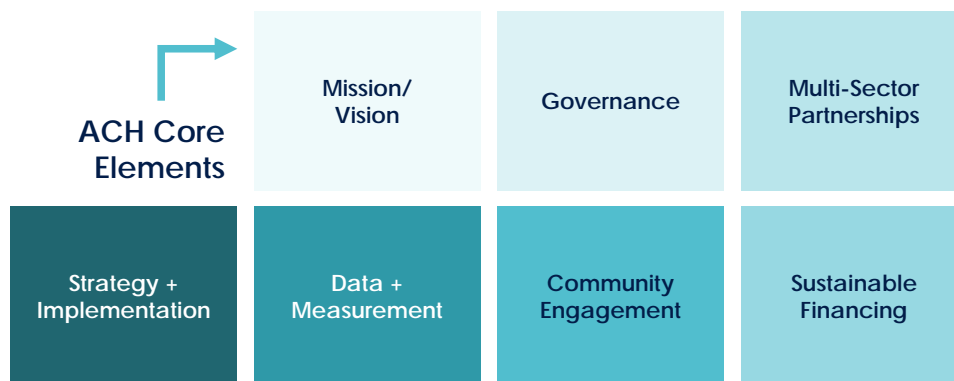 ACH Core
Elements
Mission/
Vision
Governance
Multi-Sector
Partnerships
Strategy +
Implementation
Data +
Measurement
Community
Engagement
Sustainable
Financing